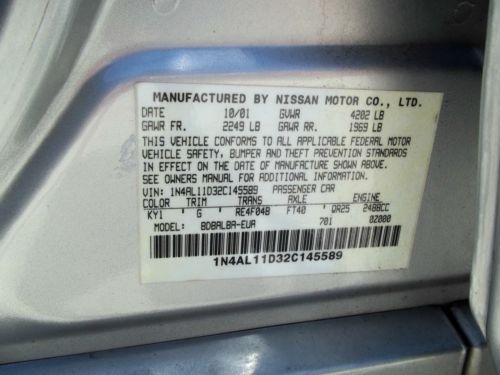 MANUFACTURED BY NISSAN MOTOR CO., LTD.
DATE 10/01 GVWR 4202 LB
GAWR FR. 2249 LB GAWR RR. 1969 LB
THIS VEHICLE CONFORMS TO ALL APPLICABLE FEDERAL MOTOR
VEHICLE SAFETY, BUMPER AND THEFT PREVENTION STANDARDS
IN EFFECT ON THE DATE OF MANUFACTURE SHOWN ABOVE.
SEE OWNERS MANUAL FOR ADDITIONAL INFORMATION.
VIN: 1N4AL11D32C145589 PASSENGER CAR
COLOR TRIM TRANS AXLE ENGINE
KY1 G RE4F04B FT40 QR25 2488CC
MODEL: BDBALBA-EUA 701 0Z000
1N4AL11D32C145589